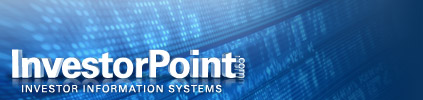 InvestorPoint.com
INVESTOR INFORMATION SYSTEMS